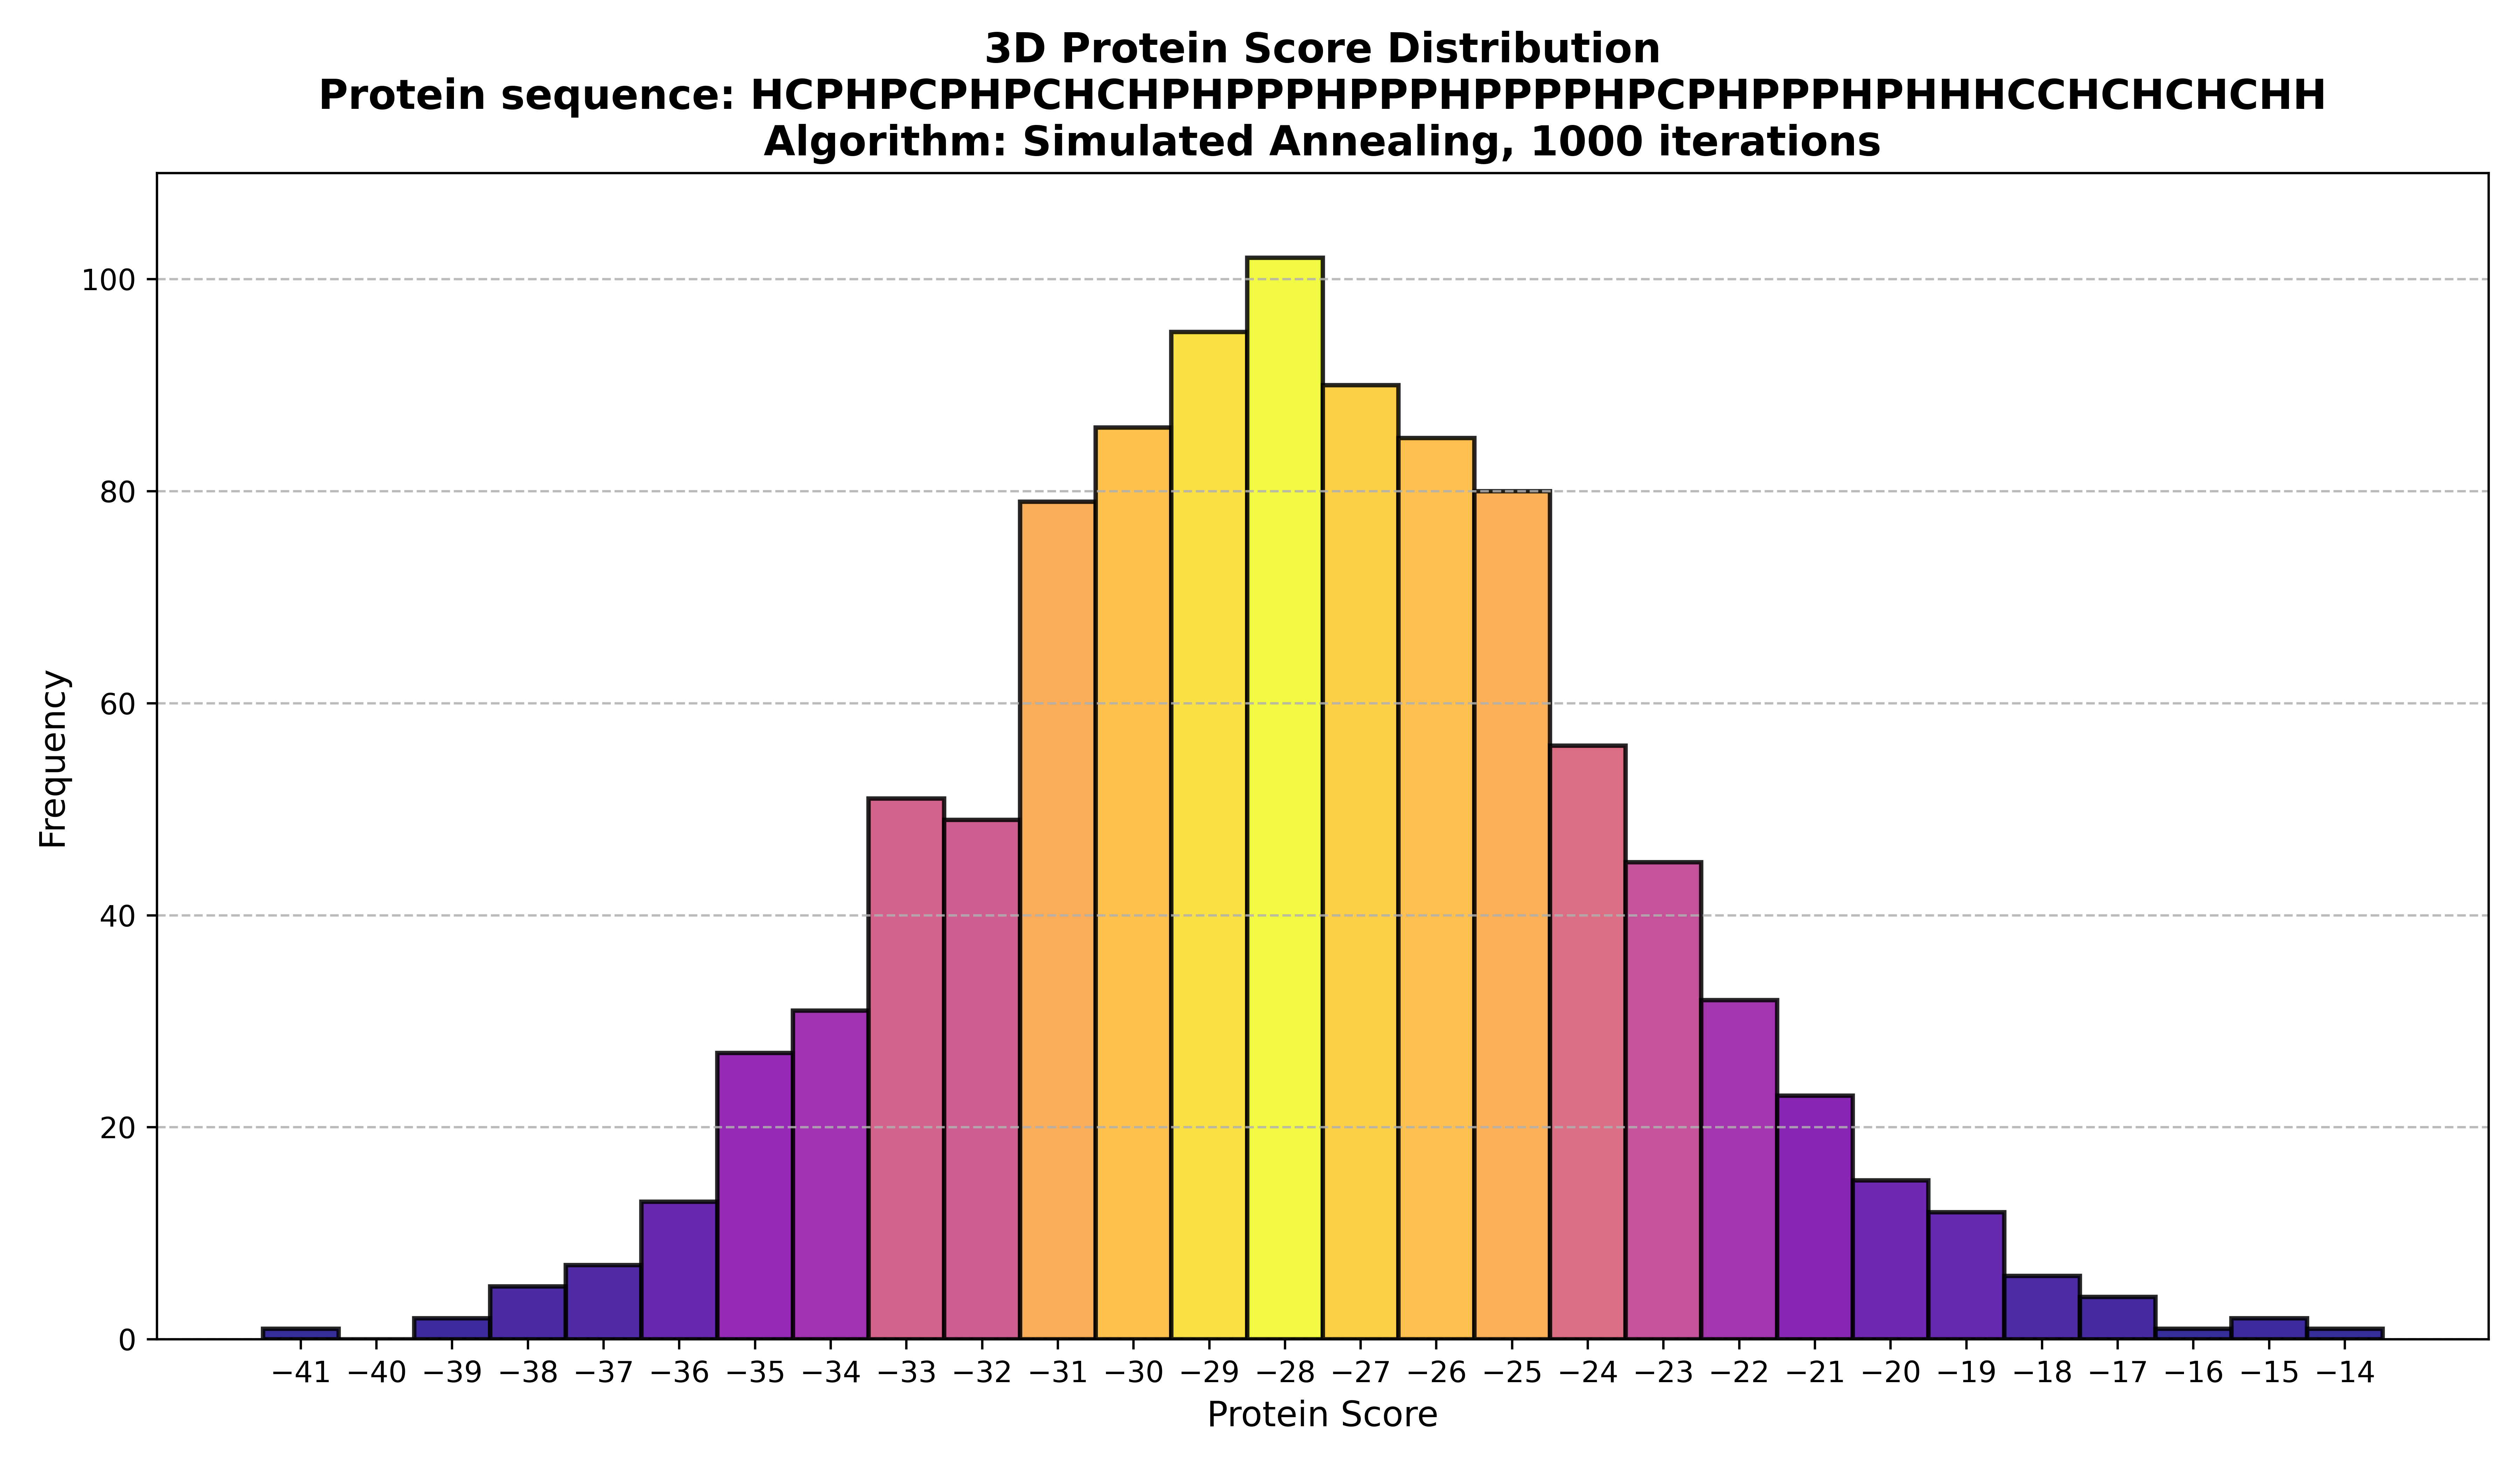 3D Protein Score Distribution
Protein sequence: HCPHPCPHPCHCHPHPPPHPPPHPPPPHPCPHPPPHPHHHCCHCHCHCHH
Algorithm: Simulated Annealing, 1000 iterations
100
80
60
40
20
0
Frequency
−41 −40 −39 −38 −37 −36 −35 −34 −33 −32 −31 −30 −29 −28 −27 −26 −25 −24 −23 −22 −21 −20 −19 −18 −17 −16 −15 −14
Protein Score